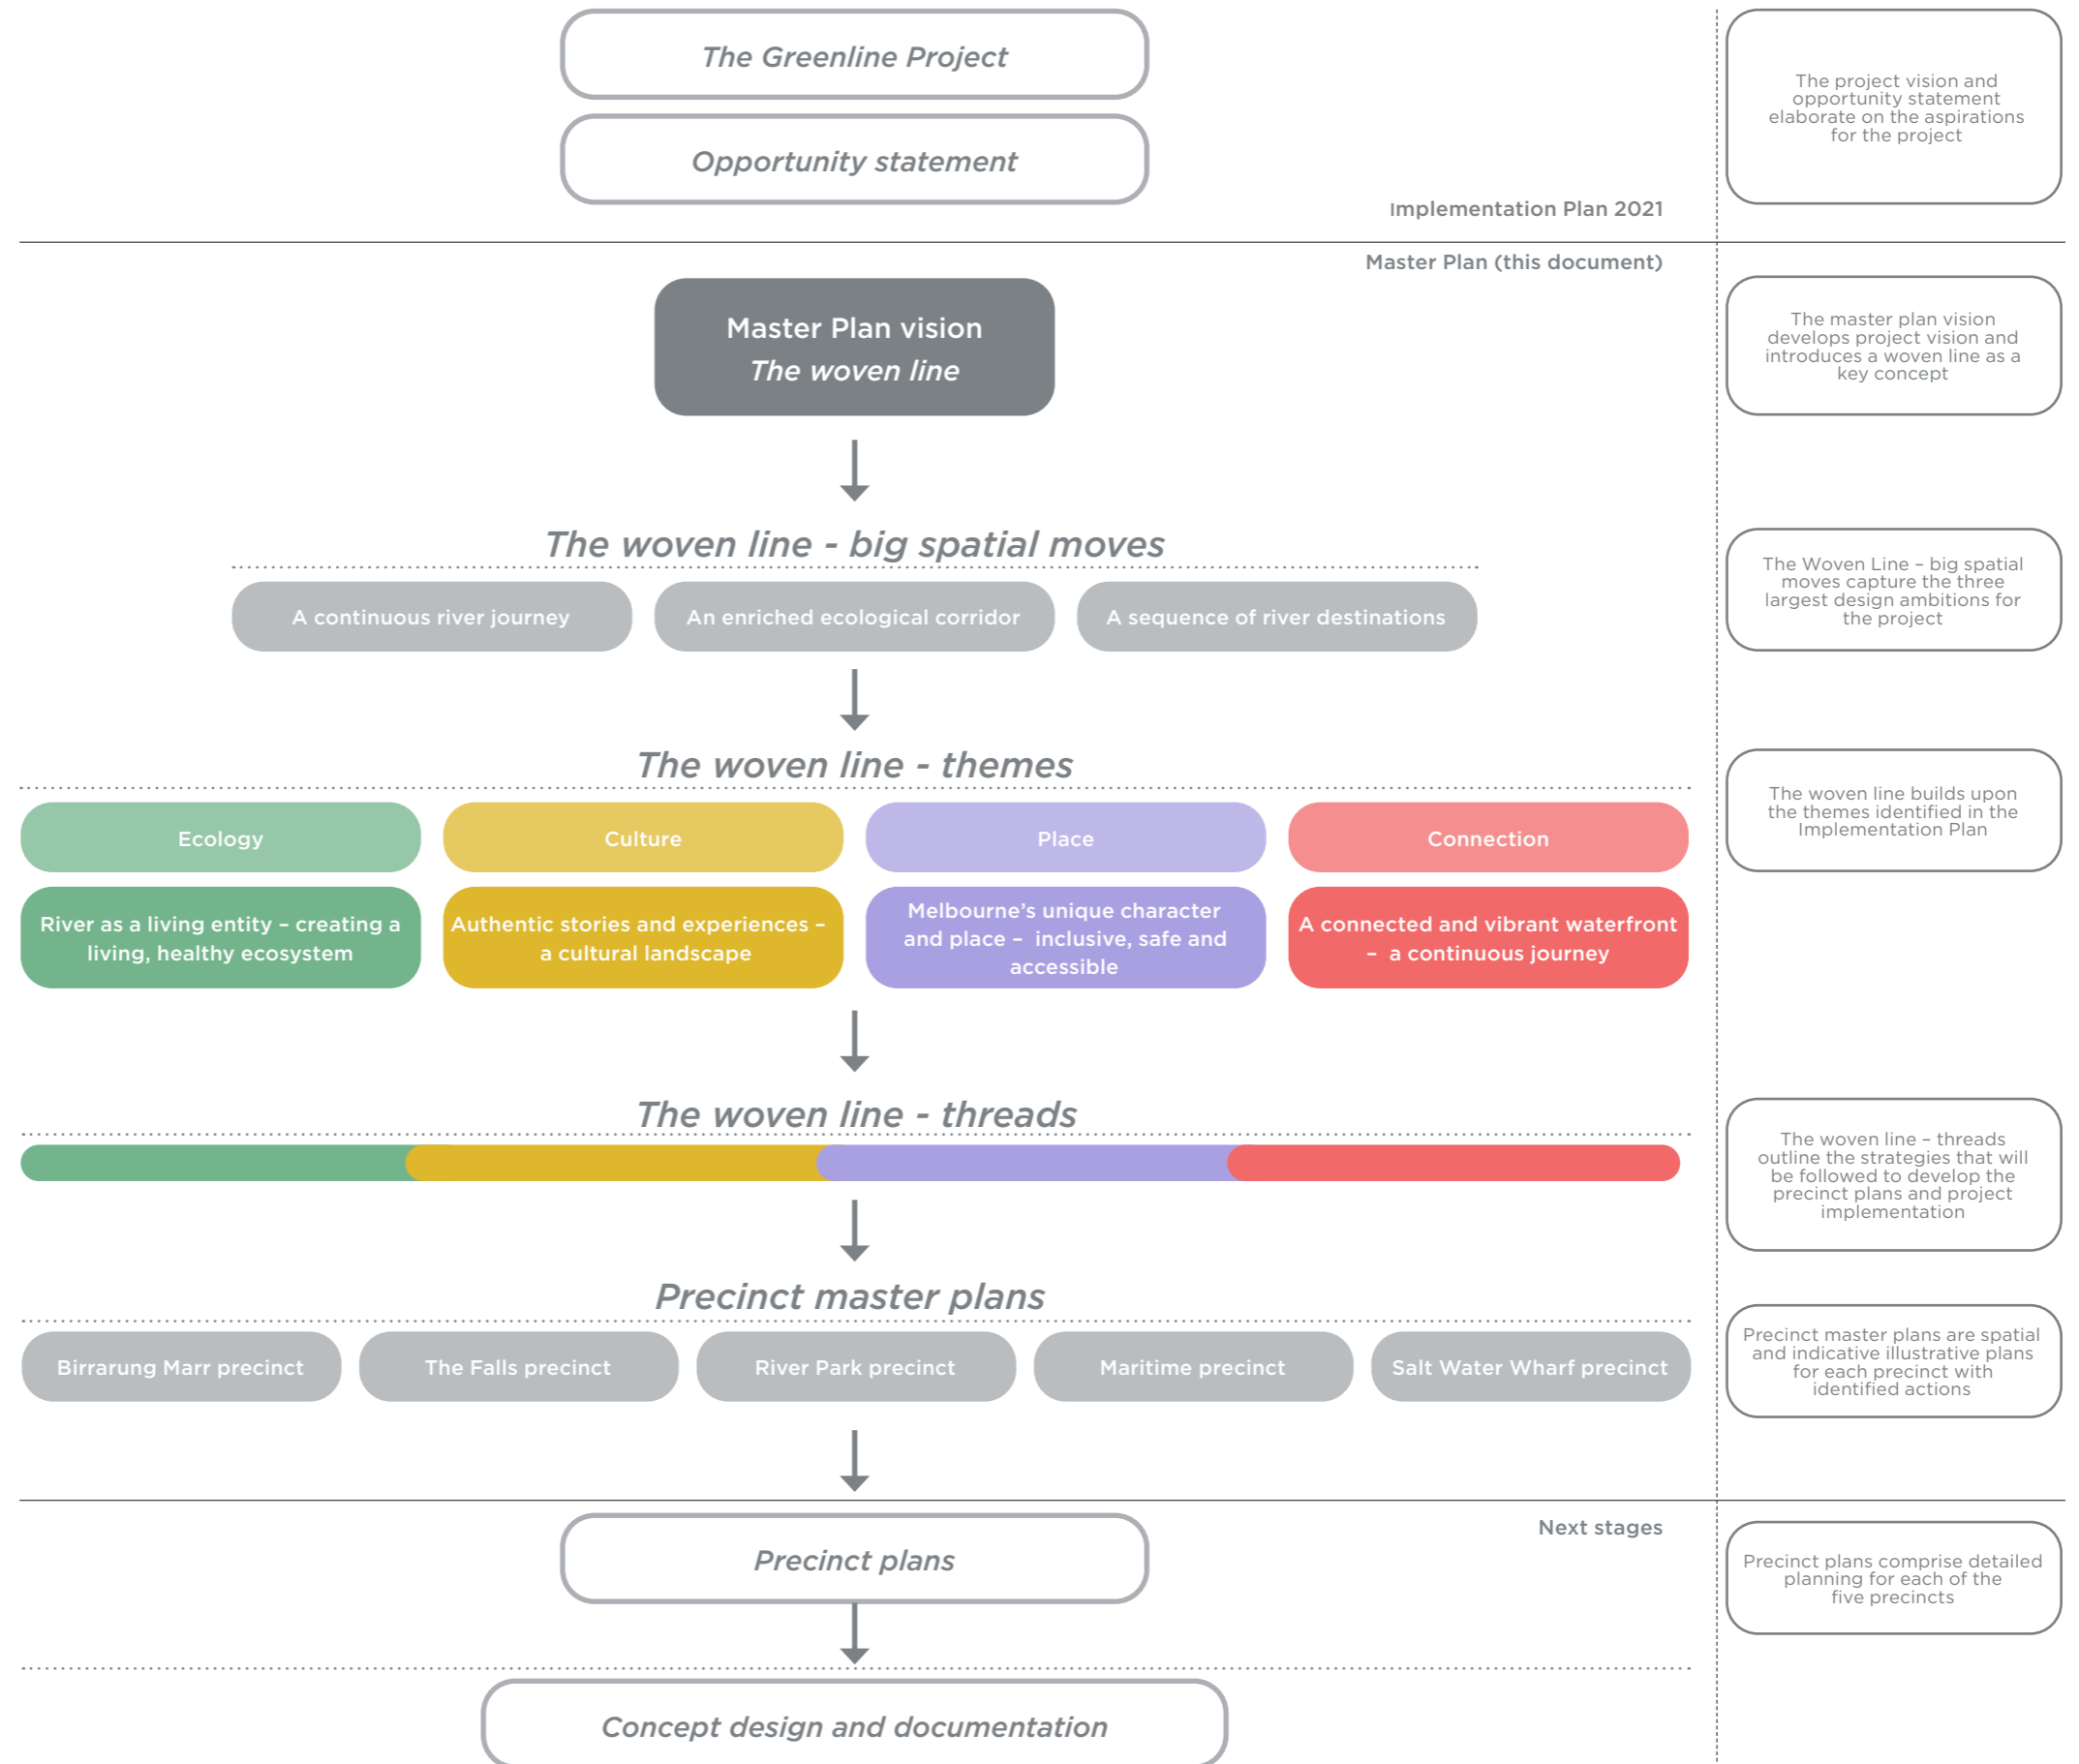 The Greenline Project
Opportunity statement
Implementation Plan 2021
The project vision and
opportunity statement
elaborate on the aspirations
for the project
Master Plan (this document)
Master Plan vision
The woven line
The master plan vision
develops project vision and
introduces a woven line as a
key concept
The woven line - big spatial moves
A continuous river journey
An enriched ecological corridor
A sequence of river destinations
The Woven Line – big spatial
moves capture the three
largest design ambitions for
the project
The woven line - themes
Ecology
Culture
Place
Connection
River as a living entity – creating a
living, healthy ecosystem
Authentic stories and experiences –
a cultural landscape
Melbourne’s unique character
and place – inclusive, safe and
accessible
A connected and vibrant waterfront
– a continuous journey
The woven line builds upon
the themes identified in the
Implementation Plan
The woven line - threads
The woven line – threads
outline the strategies that will
be followed to develop the
precinct plans and project
implementation
Precinct master plans
Birrarung Marr precinct
The Falls precinct
River Park precinct
Maritime precinct
Salt Water Wharf precinct
Precinct master plans are spatial
and indicative illustrative plans
for each precinct with
identified actions
Next stages
Precinct plans
Precinct plans comprise detailed
planning for each of the
five precincts
Concept design and documentation